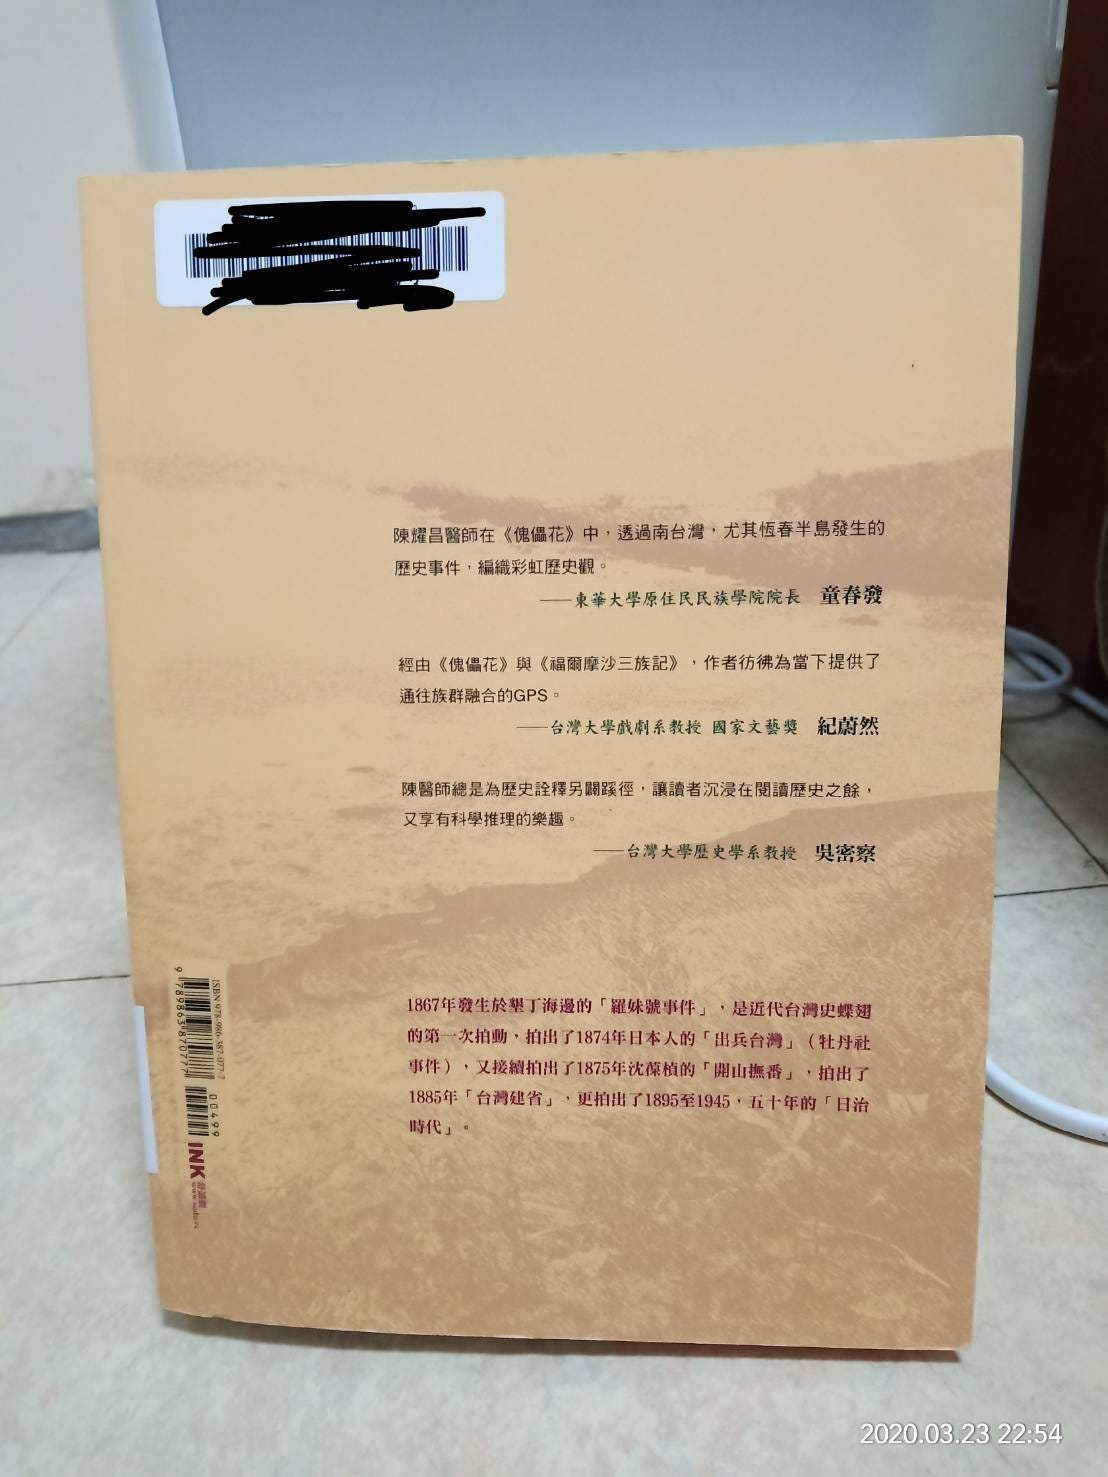 陳耀昌醫師在《傀儡花》中，透過南台灣，尤其恆春半島發生的
歷史事件，編織彩虹歷史觀。
——東華大學原住民民族學院院長　童春發
經由《傀儡花》與《福爾摩沙三族記》，作者彷彿為當下提供了
通往族群融合的GPS。
——台灣大學戲劇系教授 國家文藝獎　紀蔚然
陳醫師總是為歷史詮釋另闢蹊徑，讓讀者沉浸在閱讀歷史之餘，
又享有科學推理的樂趣。
——台灣大學歷史學系教授　吳密察
1867年發生於墾丁海邊的「羅妹號事件」，是近代台灣史蝶翅
的第一次拍動，拍出了1874年日本人的「出兵台灣」（牡丹社
事件），又接續拍出了1875年沈葆楨的「開山撫番」，拍出了
1885年「台灣建省」，更拍出了1895至1945，五十年的「日治
時代」。
ISBN 978-986-387-077-7
9 789863 870777
00499
INK
2020.03.23 22:54